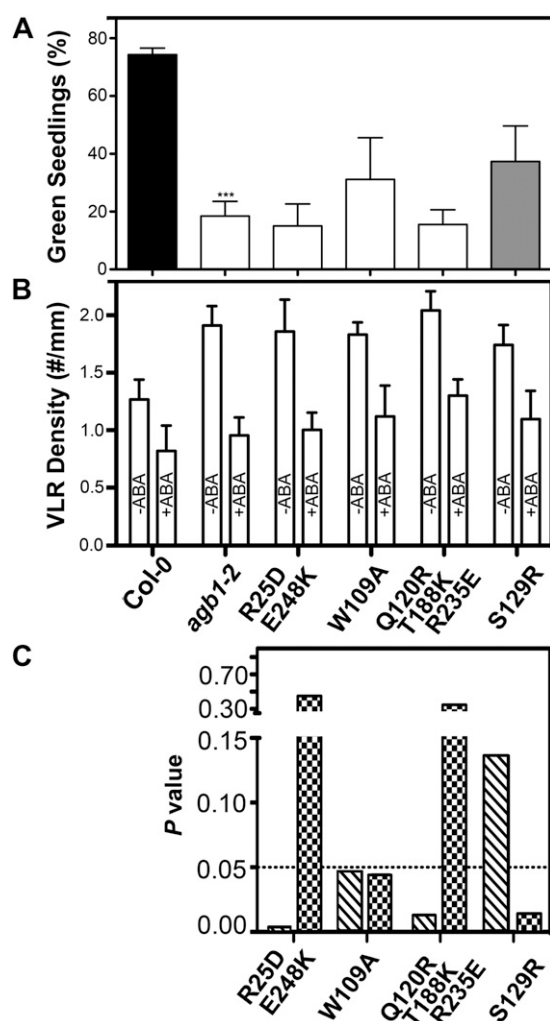 A
Green Seedlings (%)
80
60
40
20
0
***
B
VLR Density (#/mm)
2.0
1.5
1.0
0.5
0.0
-ABA
+ABA
-ABA
+ABA
-ABA
+ABA
-ABA
+ABA
-ABA
+ABA
-ABA
+ABA
Col-0
agb1-2
R25D
E248K
W109A
Q120R
T188K
R235E
S129R
C
P value
0.70
0.30
0.15
0.10
0.05
0.00
R25D
E248K
W109A
Q120R
T188K
R235E
S129R